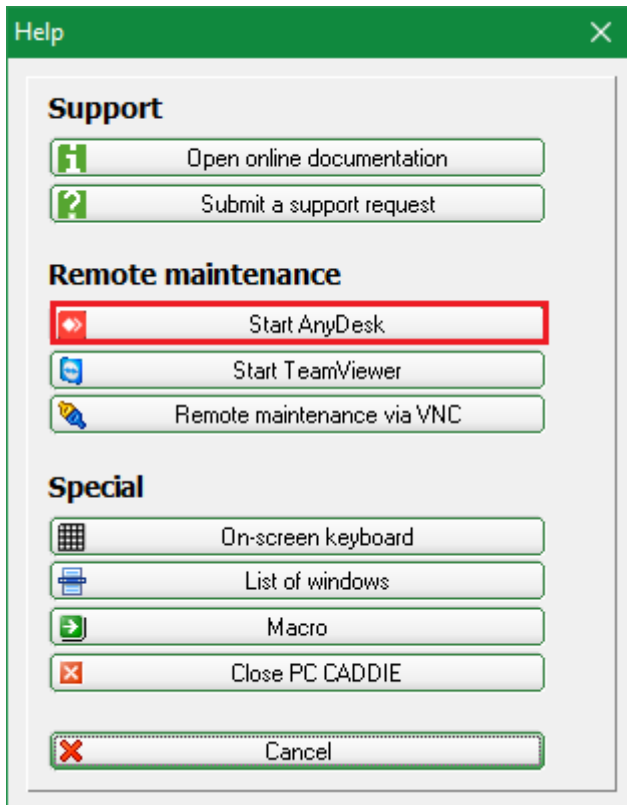 Help
Support
Open online documentation
Submit a support request
Remote maintenance
Start AnyDesk
Start TeamViewer
Remote maintenance via VNC
Special
On-screen keyboard
List of windows
Macro
Close PC CADDIE
Cancel